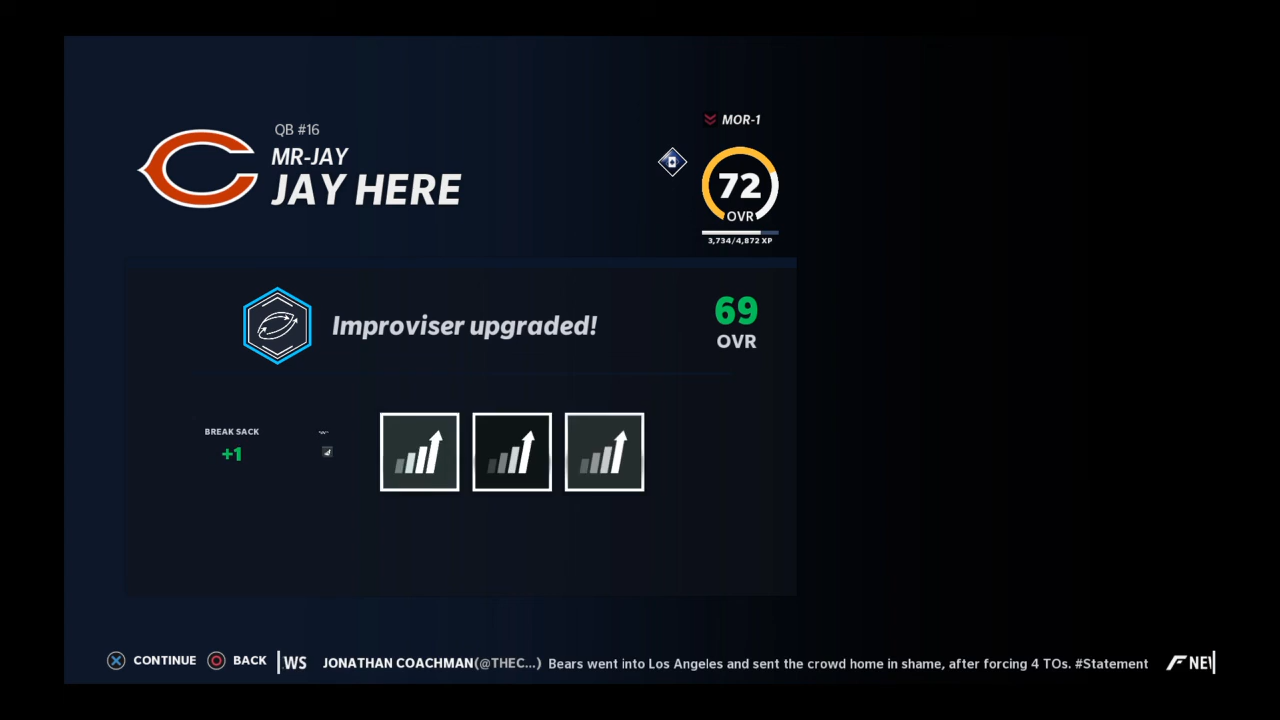 QB #16
MR-JAY
JAY HERE
MOR-1
72
OVR
3,734/4,872 XP
Improviser upgraded!
69
OVR
BREAK SACK
+1
CONTINUE BACK WS JONATHAN COACHMAN(@THEC...) Bears went into Los Angeles and sent the crowd home in shame, after forcing 4 TOs. #Statement